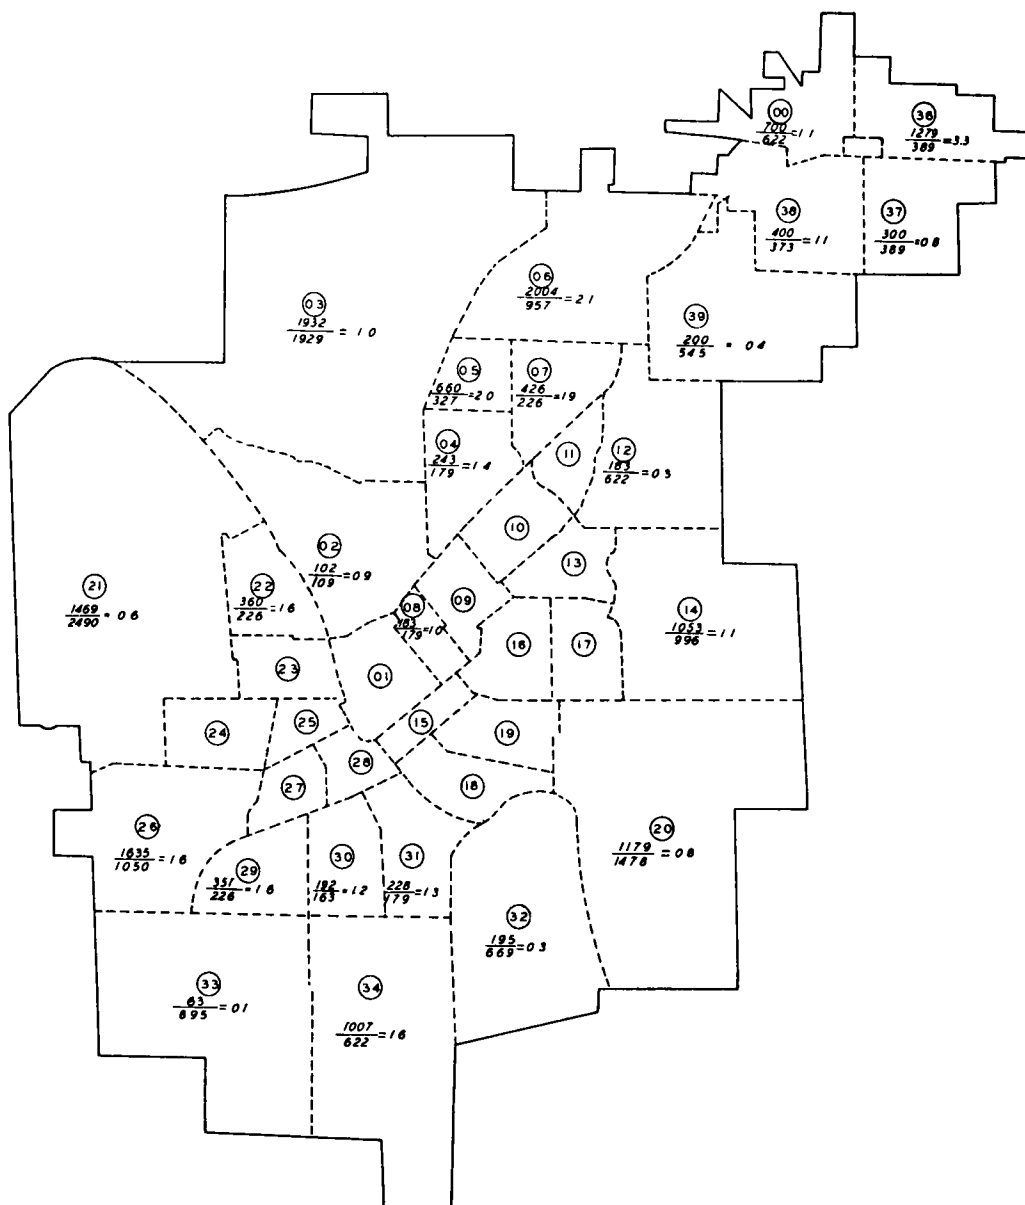 00
700
622 = 1.1
36
1279
389 = 3.3
38
400
373 = 1.1
37
300
389 = 0.8
06
2004
957 = 2.1
03
1932
1929 = 1.0
39
200
545 = 0.4
05
660
327 = 2.0
07
426
226 = 1.9
04
243
179 = 1.4
11
12
183
622 = 0.3
10
02
102
109 = 0.9
13
21
1469
2490 = 0.6
22
360
226 = 1.6
08
183
179 = 1.0
09
14
1053
996 = 1.1
16
17
23
01
24
25
15
19
28
27
18
26
1635
1050 = 1.6
20
1179
1478 = 0.8
29
351
226 = 1.6
30
192
163 = 1.2
31
228
179 = 1.3
32
195
669 = 0.3
33
63
895 = 0.1
34
1007
622 = 1.6